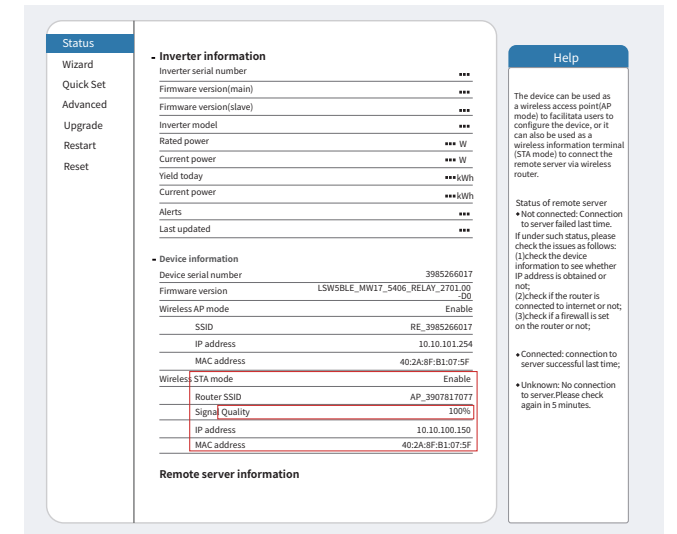 Status
Wizard
Quick Set
Advanced
Upgrade
Restart
Reset
- Inverter information
Inverter serial number ---
Firmware version(main) ---
Firmware version(slave) ---
Inverter model ---
Rated power --- W
Current power --- W
Yield today --- kWh
Current power --- kWh
Alerts ---
Last updated ---
- Device information
Device serial number 3985266017
Firmware version LSW5BLE_MW17_5406_RELAY_2701.00
-D0
Wireless AP mode Enable
SSID RE_3985266017
IP address 10.10.101.254
MAC address 40:2A:8F:B1:07:5F
Wireless STA mode Enable
Router SSID AP_3907817077
Signal Quality 100%
IP address 10.10.100.150
MAC address 40:2A:8F:B1:07:5F
Remote server information
Help
The device can be used as
a wireless access point(AP
mode) to facilitata users to
configure the device, or it
can also be used as a
wireless information terminal
(STA mode) to connect the
remote server via wireless
router.
Status of remote server
◆Not connected: Connection
to server failed last time.
If under such status, please
check the issues as follows:
(1)check the device
information to see whether
IP address is obtained or
not;
(2)check if the router is
connected to internet or not;
(3)check if a firewall is set
on the router or not;
◆Connected: connection to
server successful last time;
◆Unknown: No connection
to server.Please check
again in 5 minutes.